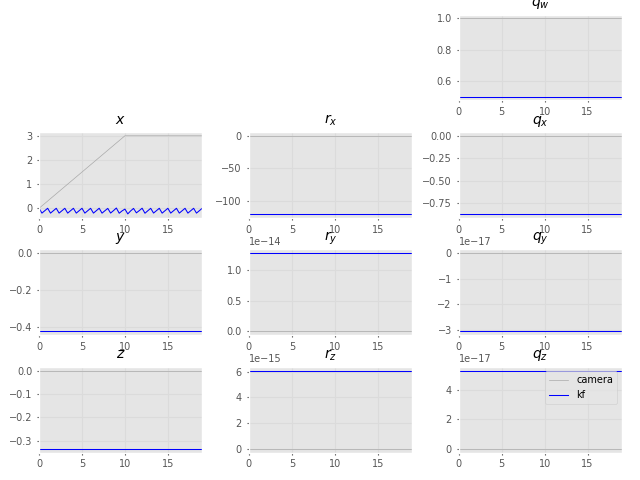 q_w
1.0
0.8
0.6
0 5 10 15
x
3
2
1
0
0 5 10 15
r_x
0
−50
−100
0 5 10 15
q_x
0.00
−0.25
−0.50
−0.75
0 5 10 15
y
0.0
−0.2
−0.4
0 5 10 15
r_y
1e−14
1.0
0.5
0.0
0 5 10 15
q_y
1e−17
0
−1
−2
−3
0 5 10 15
z
0.0
−0.1
−0.2
−0.3
0 5 10 15
r_z
1e−15
6
4
2
0
0 5 10 15
q_z
1e−17
4
2
0
camera
kf
0 5 10 15